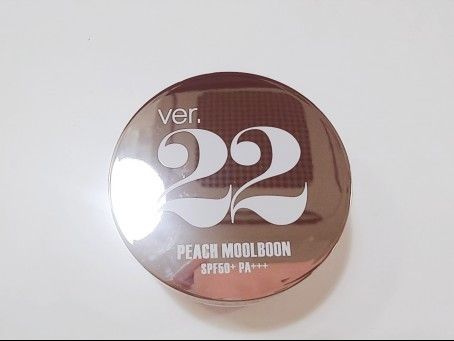 ver.
22
PEACH MOOLBOON
SPF50+ PA+++